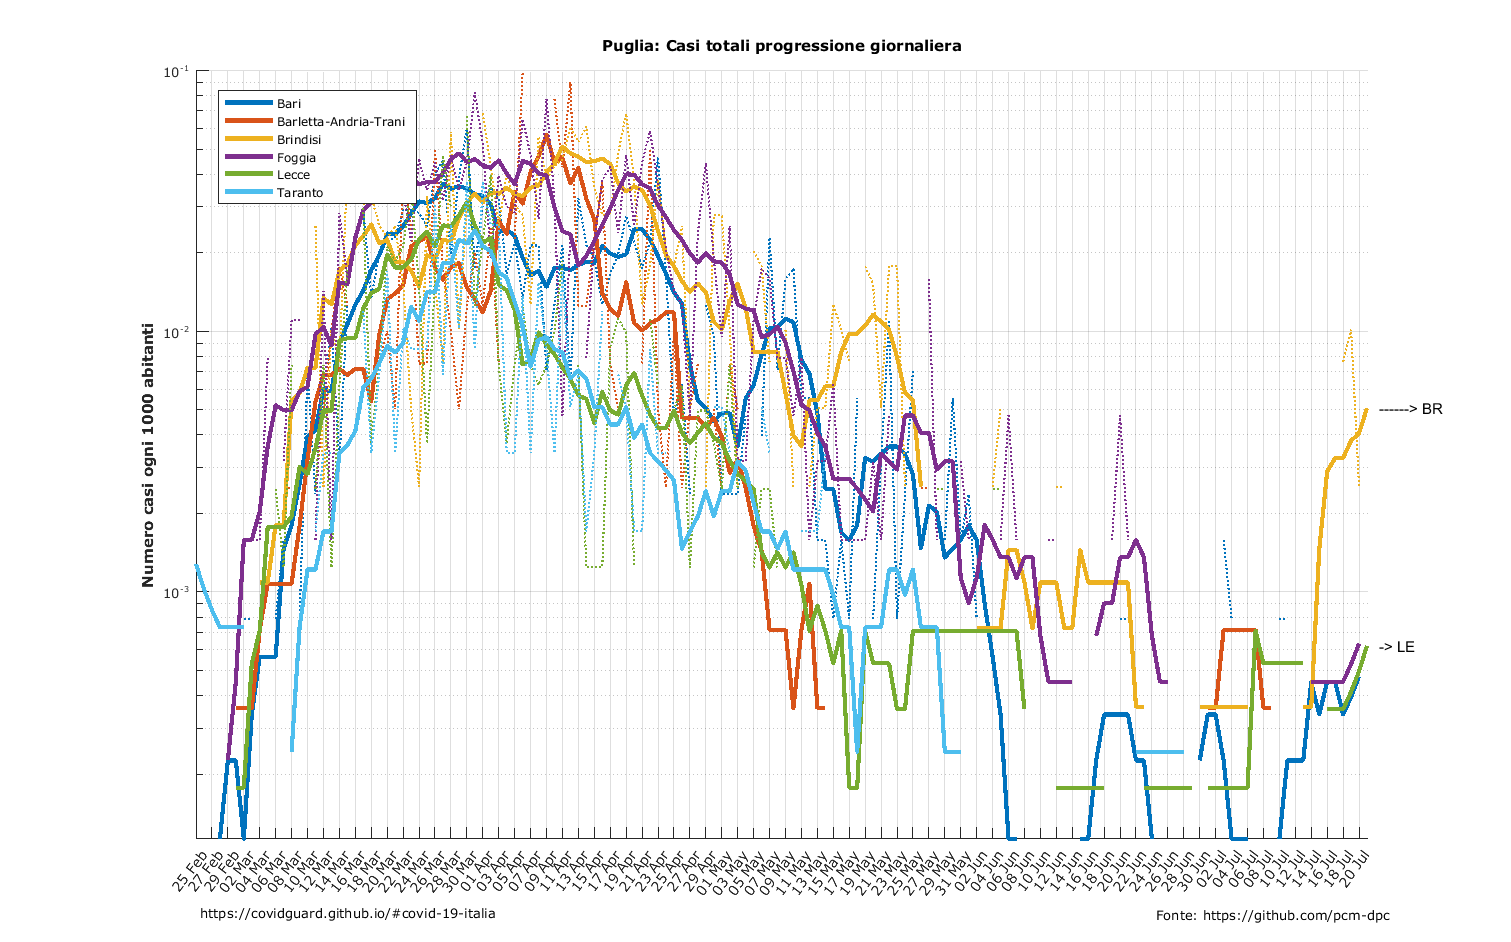 Puglia: Casi totali progressione giornaliera
10-1
10-2
10-3
Numero casi ogni 1000 abitanti
Bari
Barletta-Andria-Trani
Brindisi
Foggia
Lecce
Taranto
------> BR
-> LE
25 Feb
27 Feb
29 Feb
02 Mar
04 Mar
06 Mar
08 Mar
10 Mar
12 Mar
14 Mar
16 Mar
18 Mar
20 Mar
22 Mar
24 Mar
26 Mar
28 Mar
30 Mar
01 Apr
03 Apr
05 Apr
07 Apr
09 Apr
11 Apr
13 Apr
15 Apr
17 Apr
19 Apr
21 Apr
23 Apr
25 Apr
27 Apr
29 Apr
01 May
03 May
05 May
07 May
09 May
11 May
13 May
15 May
17 May
19 May
21 May
23 May
25 May
27 May
29 May
31 May
02 Jun
04 Jun
06 Jun
08 Jun
10 Jun
12 Jun
14 Jun
16 Jun
18 Jun
20 Jun
22 Jun
24 Jun
26 Jun
28 Jun
30 Jun
02 Jul
04 Jul
06 Jul
08 Jul
10 Jul
12 Jul
14 Jul
16 Jul
18 Jul
20 Jul
https://covidguard.github.io/#covid-19-italia
Fonte: https://github.com/pcm-dpc